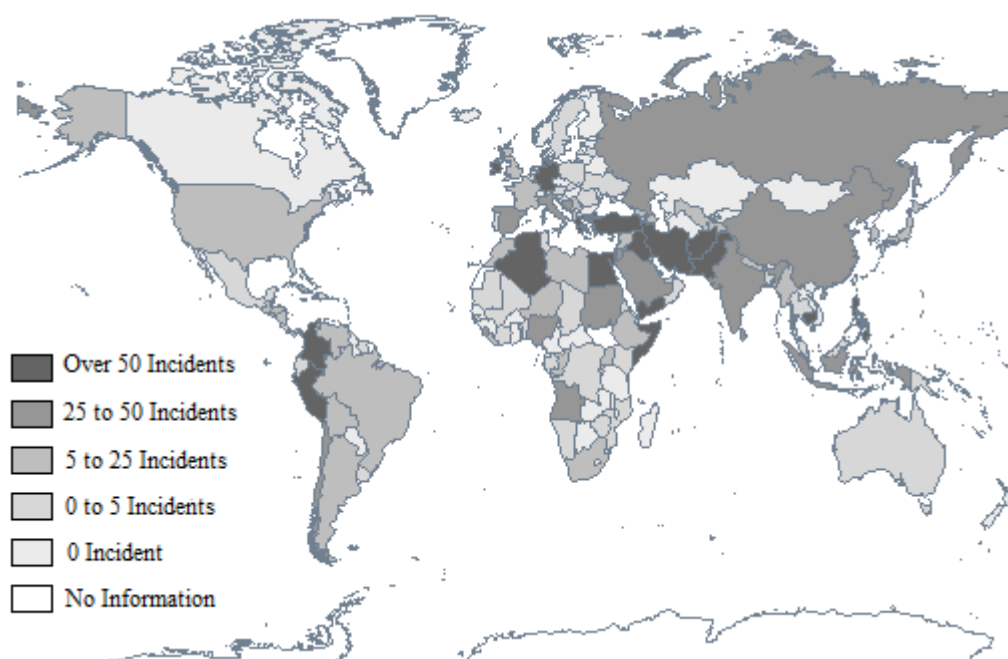 Over 50 Incidents
25 to 50 Incidents
5 to 25 Incidents
0 to 5 Incidents
0 Incident
No Information